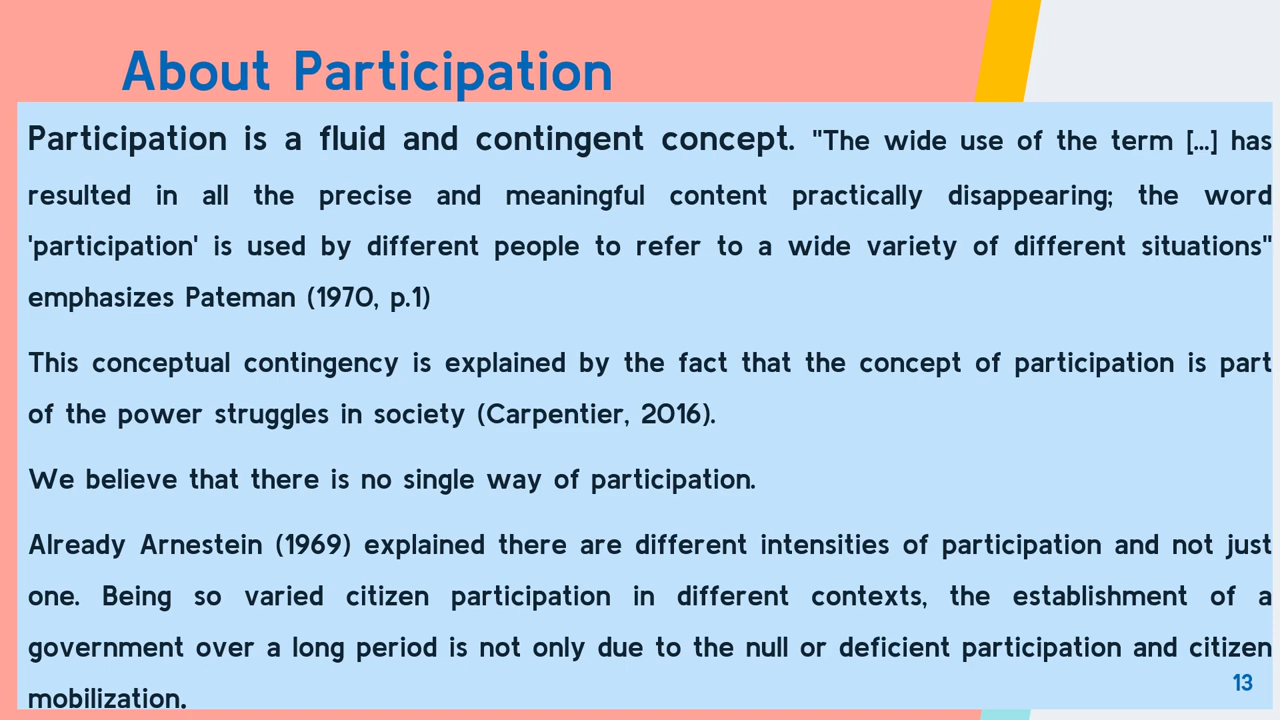 About Participation
Participation is a fluid and contingent concept. "The wide use of the term [...] has
resulted in all the precise and meaningful content practically disappearing; the word
'participation' is used by different people to refer to a wide variety of different situations"
emphasizes Pateman (1970, p.1)
This conceptual contingency is explained by the fact that the concept of participation is part
of the power struggles in society (Carpentier, 2016).
We believe that there is no single way of participation.
Already Arnestein (1969) explained there are different intensities of participation and not just
one. Being so varied citizen participation in different contexts, the establishment of a
government over a long period is not only due to the null or deficient participation and citizen
mobilization.
13